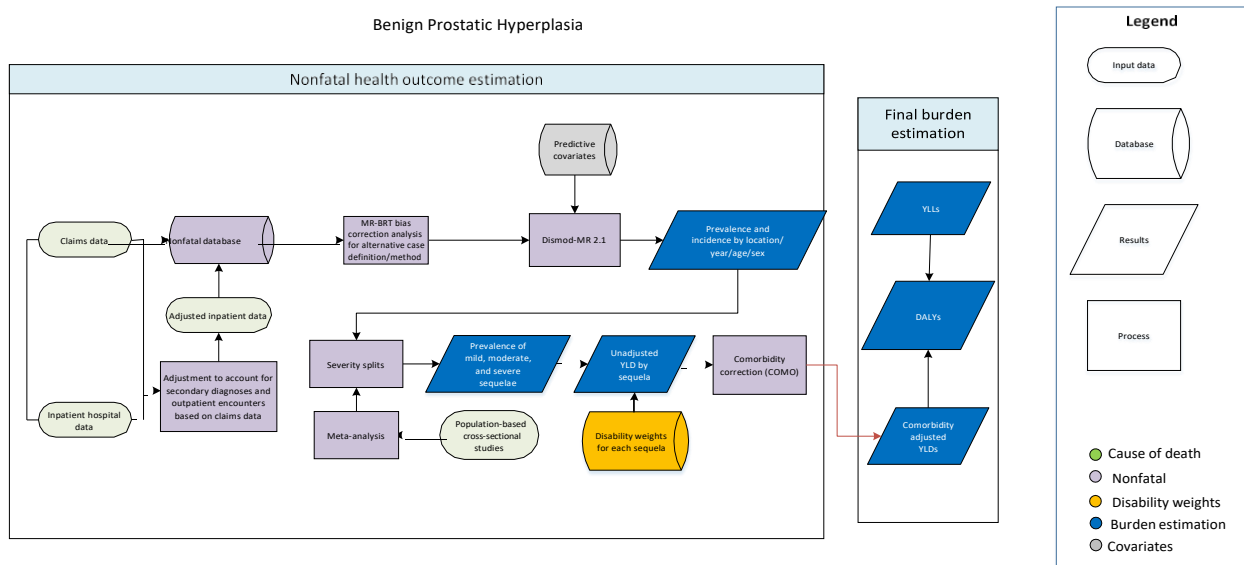 Benign Prostatic Hyperplasia
Nonfatal health outcome estimation
Predictive
covariates
Claims data
Nonfatal database
MR-BRT bias
correction analysis
for alternative case
definition/method
Dismod-MR 2.1
Prevalence and
incidence by location/
year/age/sex
Adjusted inpatient data
Severity splits
Prevalence of
mild, moderate,
and severe
sequelae
Unadjusted
YLD by
sequela
Comorbidity
correction (COMO)
Adjustment to account for
secondary diagnoses and
outpatient encounters
based on claims data
Inpatient hospital
data
Meta-analysis
Population-based
cross-sectional
studies
Disability weights
for each sequela
Final burden
estimation
YLLs
DALYs
Comorbidity
adjusted
YLDs
Legend
Input data
Database
Results
Process
Cause of death
Nonfatal
Disability weights
Burden estimation
Covariates